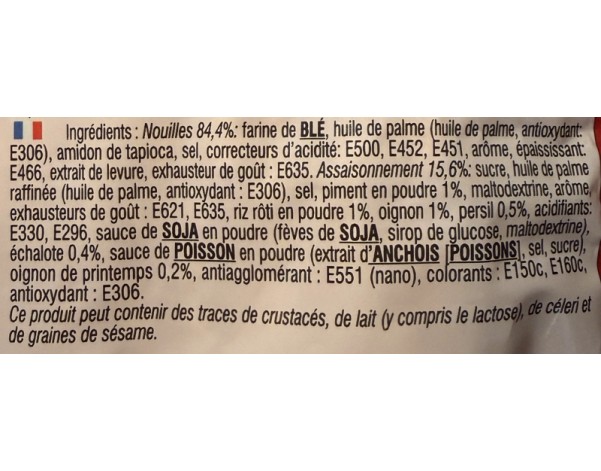 Ingrédients : Nouilles 84,4%: farine de BLÉ, huile de palme (huile de palme, antioxydant:
E306), amidon de tapioca, sel, correcteurs d'acidité: E500, E452, E451, arôme, épaississant:
E466, extrait de levure, exhausteur de goût : E635. Assaisonnement 15,6%: sucre, huile de palme
raffinée (huile de palme, antioxydant : E306), sel, piment en poudre 1%, maltodextrine, arôme,
exhausteurs de goût : E621, E635, riz rôti en poudre 1%, oignon 1%, persil 0,5%, acidifiants:
E330, E296, sauce de SOJA en poudre (fèves de SOJA, sirop de glucose, maltodextrine),
échalote 0,4%, sauce de POISSON en poudre (extrait d'ANCHOIS [POISSONS], sel, sucre),
oignon de printemps 0,2%, antiagglomérant : E551 (nano), colorants : E150c, E160c,
antioxydant : E306.
Ce produit peut contenir des traces de crustacés, de lait (y compris le lactose), de céleri et
de graines de sésame.